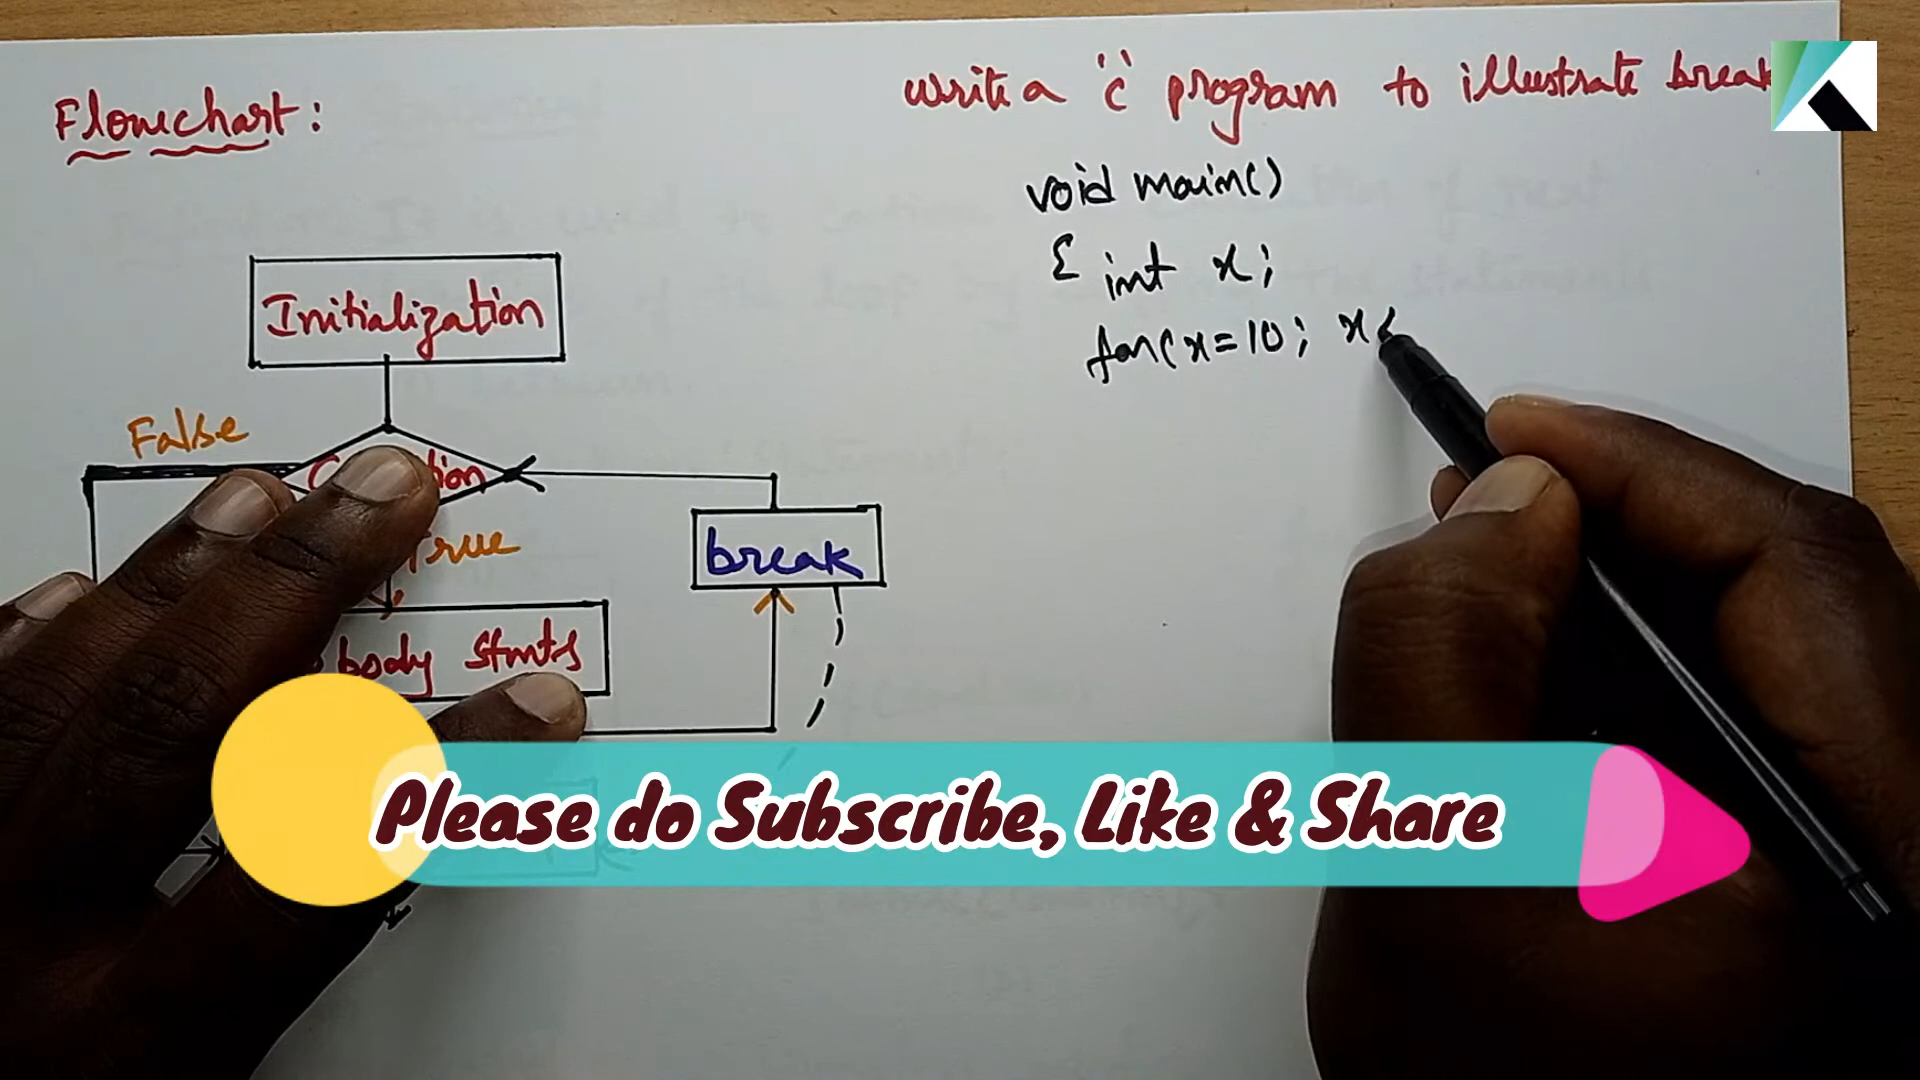 Flowchart:
Initialization
False
True
body stmts
break
write a 'c' program to illustrate break
void main()
{ int x;
for(x=10; x<
Please do Subscribe, Like & Share